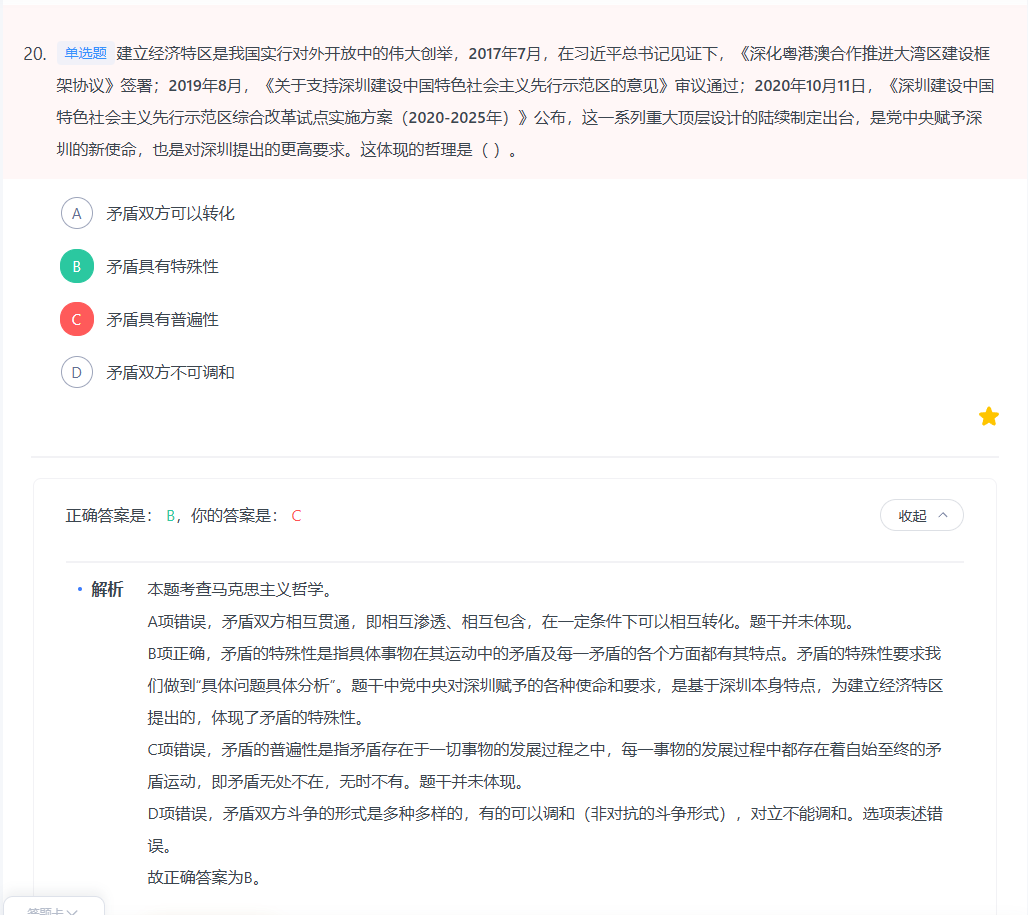 20. 单选题 建立经济特区是我国实行对外开放中的伟大创举，2017年7月，在习近平总书记见证下，《深化粤港澳合作推进大湾区建设框
架协议》签署；2019年8月，《关于支持深圳建设中国特色社会主义先行示范区的意见》审议通过；2020年10月11日，《深圳建设中国
特色社会主义先行示范区综合改革试点实施方案（2020-2025年）》公布，这一系列重大顶层设计的陆续制定出台，是党中央赋予深
圳的新使命，也是对深圳提出的更高要求。这体现的哲理是（ ）。
A 矛盾双方可以转化
B 矛盾具有特殊性
C 矛盾具有普遍性
D 矛盾双方不可调和
正确答案是： B，你的答案是： C
收起
解析 本题考查马克思主义哲学。
A项错误，矛盾双方相互贯通，即相互渗透、相互包含，在一定条件下可以相互转化。题干并未体现。
B项正确，矛盾的特殊性是指具体事物在其运动中的矛盾及每一矛盾的各个方面都有其特点。矛盾的特殊性要求我
们做到“具体问题具体分析”。题干中党中央对深圳赋予的各种使命和要求，是基于深圳本身特点，为建立经济特区
提出的，体现了矛盾的特殊性。
C项错误，矛盾的普遍性是指矛盾存在于一切事物的发展过程之中，每一事物的发展过程中都存在着自始至终的矛
盾运动，即矛盾无处不在，无时不有。题干并未体现。
D项错误，矛盾双方斗争的形式是多种多样的，有的可以调和（非对抗的斗争形式），对立不能调和。选项表述错
误。
故正确答案为B。
答题卡